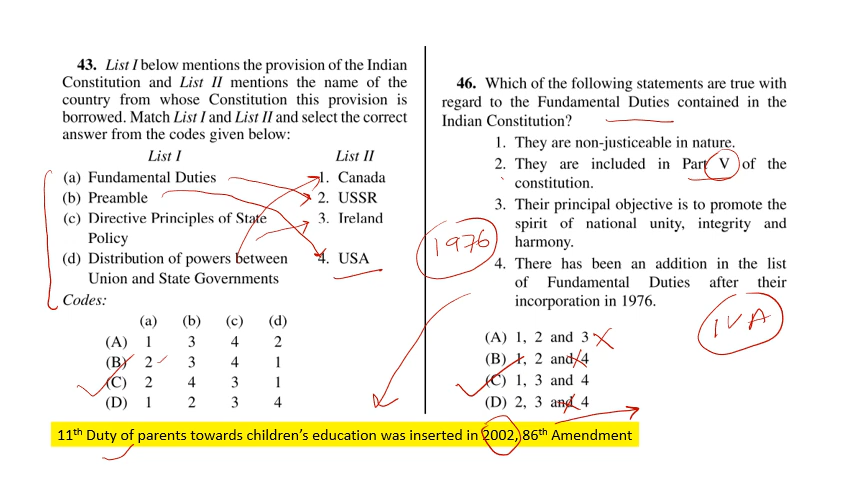 43. List I below mentions the provision of the Indian
Constitution and List II mentions the name of the
country from whose Constitution this provision is
borrowed. Match List I and List II and select the correct
answer from the codes given below:
List I List II
(a) Fundamental Duties 1. Canada
(b) Preamble 2. USSR
(c) Directive Principles of State 3. Ireland
Policy
(d) Distribution of powers between 4. USA
Union and State Governments
Codes:
(a) (b) (c) (d)
(A) 1 3 4 2
(B) 2 3 4 1
(C) 2 4 3 1
(D) 1 2 3 4
46. Which of the following statements are true with
regard to the Fundamental Duties contained in the
Indian Constitution?
1. They are non-justiceable in nature.
2. They are included in Part V of the
constitution.
3. Their principal objective is to promote the
spirit of national unity, integrity and
harmony.
4. There has been an addition in the list
of Fundamental Duties after their
incorporation in 1976.
(A) 1, 2 and 3
(B) 1, 2 and 4
(C) 1, 3 and 4
(D) 2, 3 and 4
1976
IVA
11th Duty of parents towards children's education was inserted in 2002, 86th Amendment